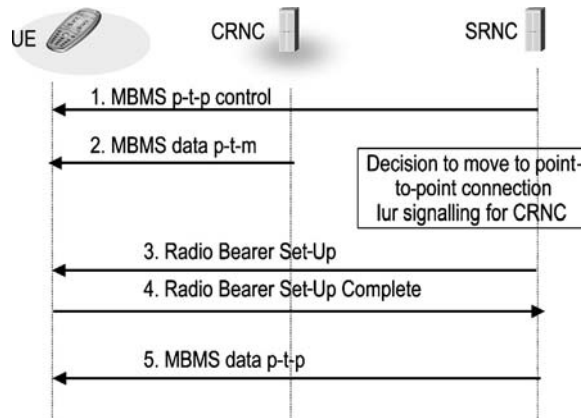 UE
CRNC
SRNC
1. MBMS p-t-p control
2. MBMS data p-t-m
Decision to move to point-
to-point connection
Iur signalling for CRNC
3. Radio Bearer Set-Up
4. Radio Bearer Set-Up Complete
5. MBMS data p-t-p